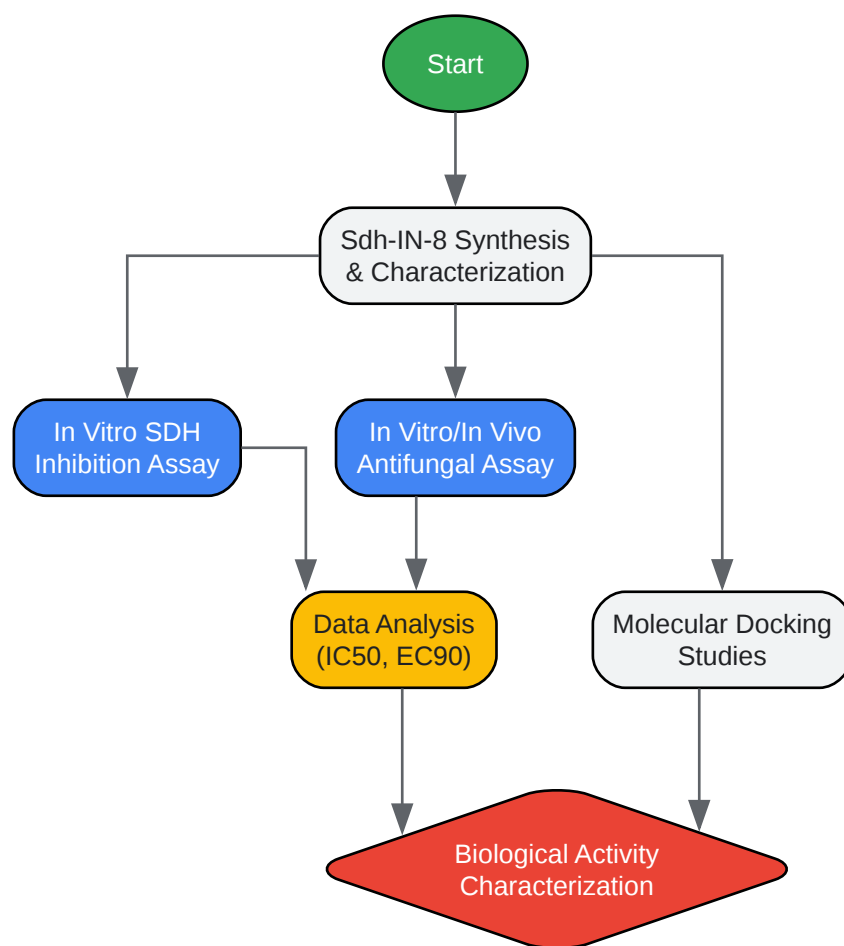 Start
Sdh-IN-8 Synthesis
& Characterization
In Vitro SDH
Inhibition Assay
In Vitro/In Vivo
Antifungal Assay
Data Analysis
(IC50, EC90)
Molecular Docking
Studies
Biological Activity
Characterization